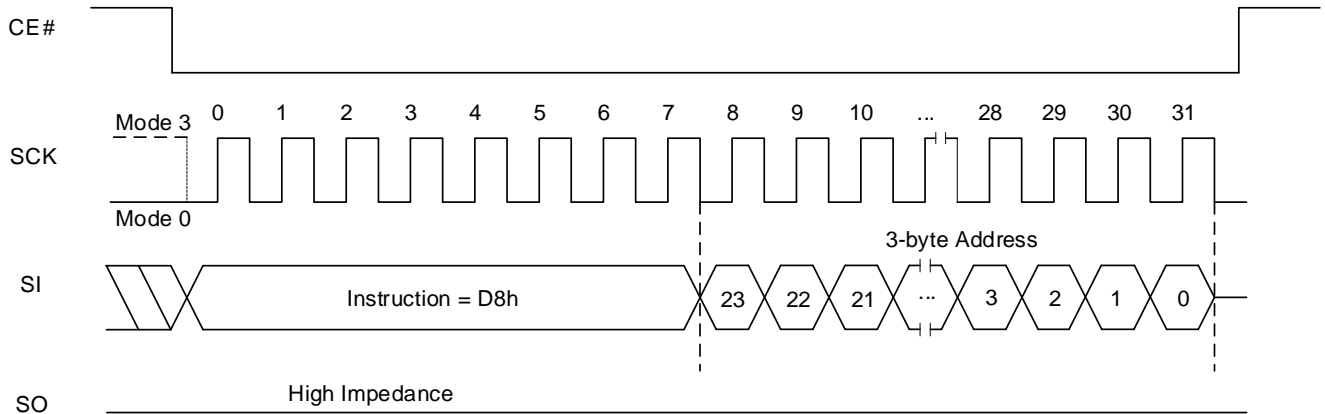 CE#
0 1 2 3 4 5 6 7 8 9 10 ... 28 29 30 31
Mode 3
SCK
Mode 0
3-byte Address
SI
Instruction = D8h 23 22 21 ... 3 2 1 0
High Impedance
SO